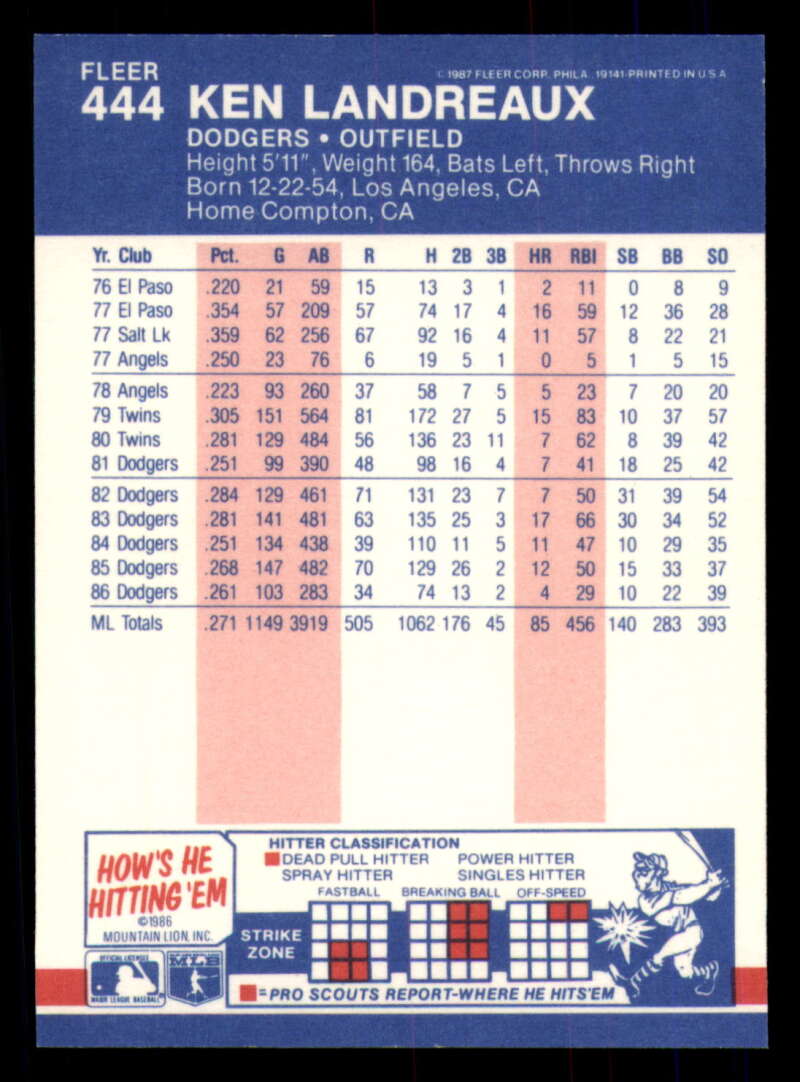 FLEER
© 1987 FLEER CORP. PHILA. 19141-PRINTED IN U S A
444 KEN LANDREAUX
DODGERS • OUTFIELD
Height 5'11", Weight 164, Bats Left, Throws Right
Born 12-22-54, Los Angeles, CA
Home Compton, CA
Yr. Club Pct. G AB R H 2B 3B HR RBI SB BB SO
76 El Paso .220 21 59 15 13 3 1 2 11 0 8 9
77 El Paso .354 57 209 57 74 17 4 16 59 12 36 28
77 Salt Lk .359 62 256 67 92 16 4 11 57 8 22 21
77 Angels .250 23 76 6 19 5 1 0 5 1 5 15
78 Angels .223 93 260 37 58 7 5 5 23 7 20 20
79 Twins .305 151 564 81 172 27 5 15 83 10 37 57
80 Twins .281 129 484 56 136 23 11 7 62 8 39 42
81 Dodgers .251 99 390 48 98 16 4 7 41 18 25 42
82 Dodgers .284 129 461 71 131 23 7 7 50 31 39 54
83 Dodgers .281 141 481 63 135 25 3 17 66 30 34 52
84 Dodgers .251 134 438 39 110 11 5 11 47 10 29 35
85 Dodgers .268 147 482 70 129 26 2 12 50 15 33 37
86 Dodgers .261 103 283 34 74 13 2 4 29 10 22 39
ML Totals .271 1149 3919 505 1062 176 45 85 456 140 283 393
HOW'S HE
HITTING 'EM
©1986
MOUNTAIN LION, INC.
HITTER CLASSIFICATION
DEAD PULL HITTER POWER HITTER
SPRAY HITTER SINGLES HITTER
FASTBALL BREAKING BALL OFF-SPEED
STRIKE
ZONE
=PRO SCOUTS REPORT-WHERE HE HITS'EM
OFFICIAL LICENSEE
MAJOR LEAGUE BASEBALL
MLB